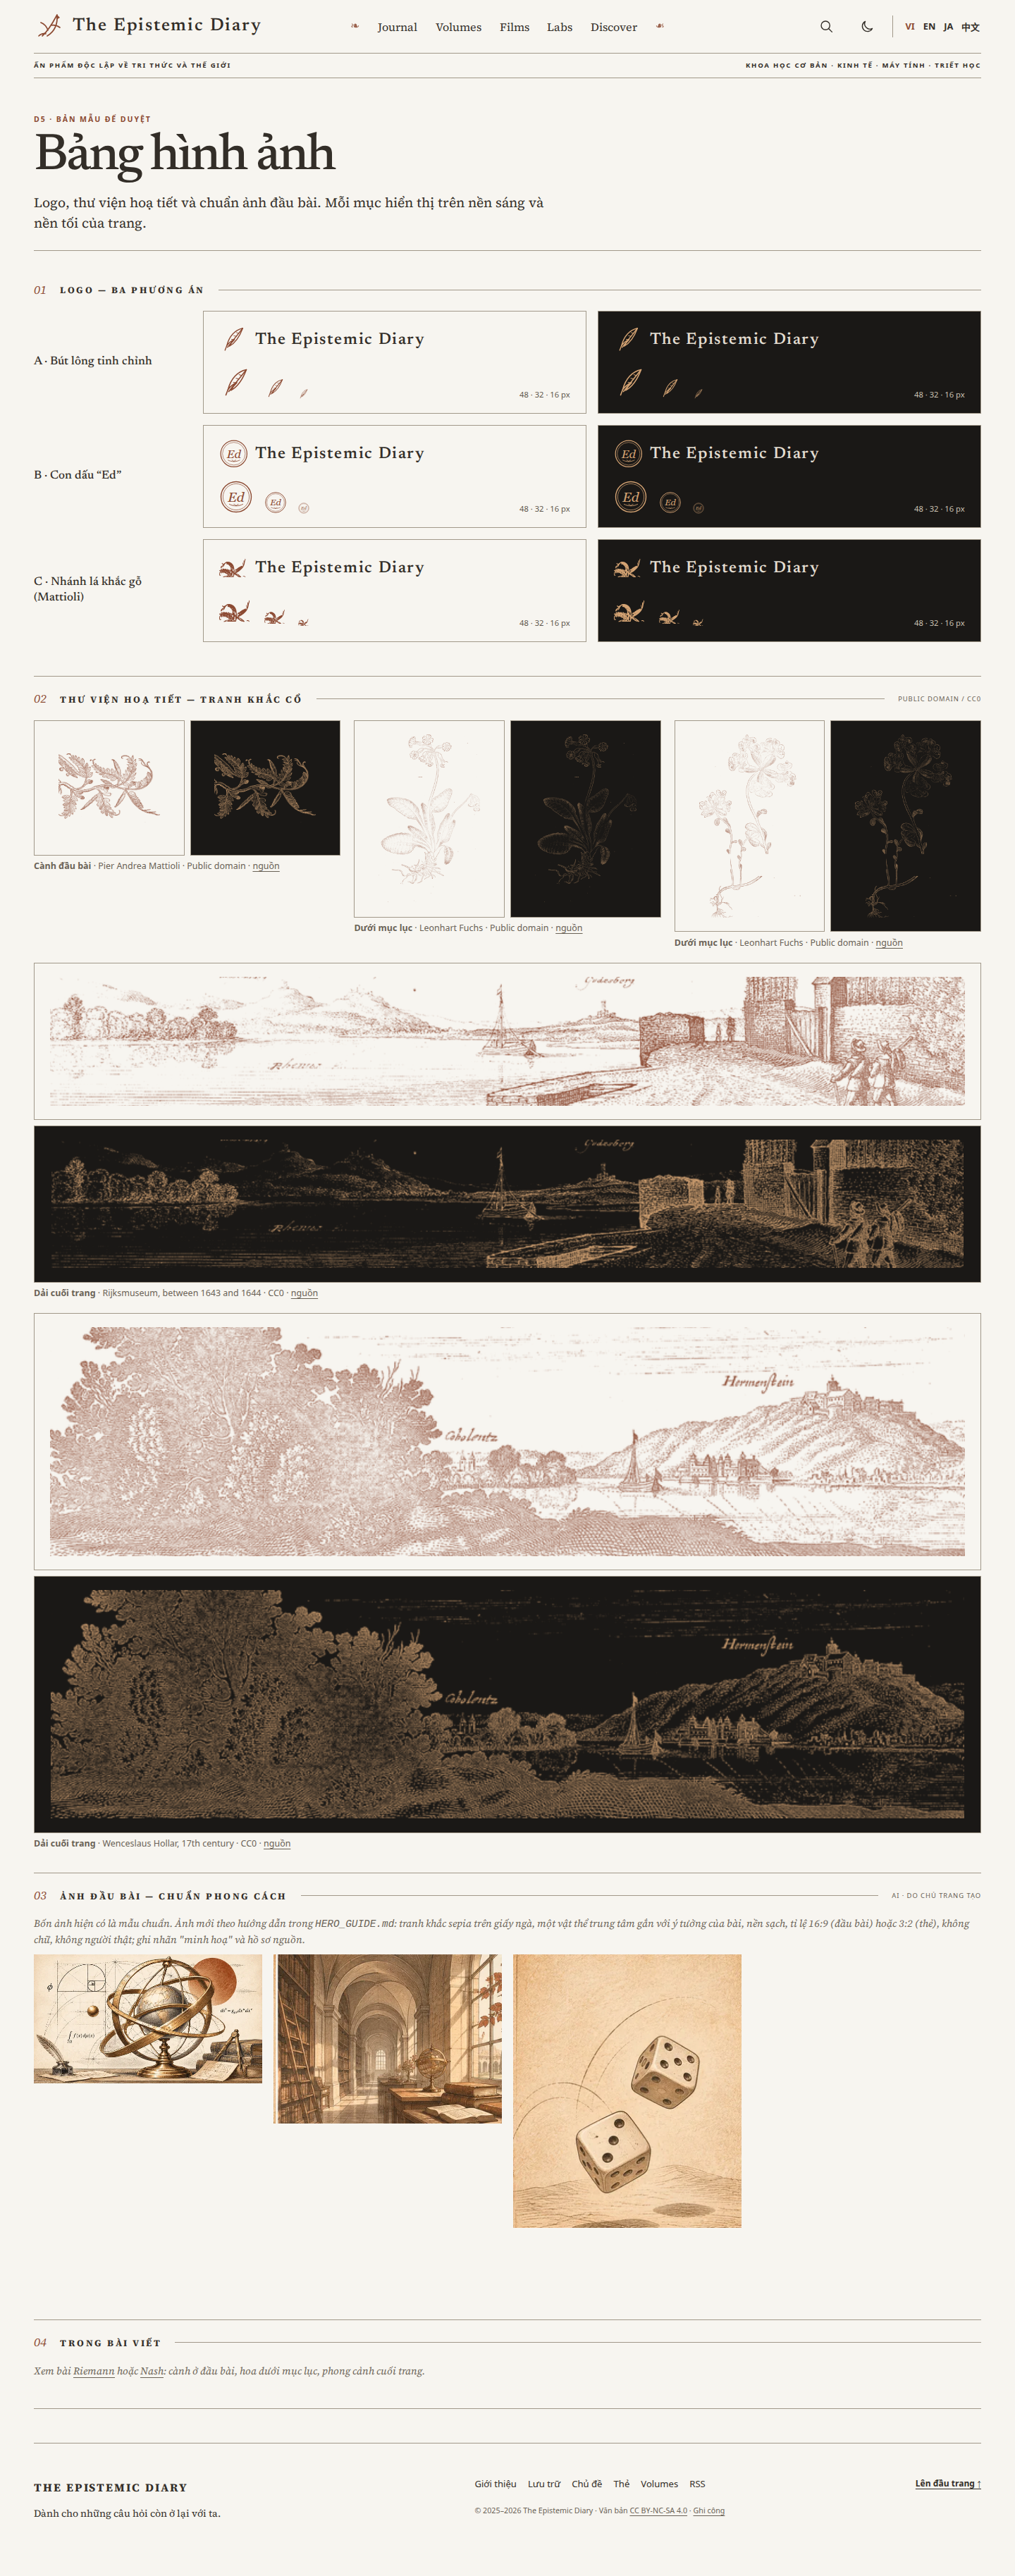 The Epistemic Diary
Journal Volumes Films Labs Discover
VI EN JA 中文
ẤN PHẨM ĐỘC LẬP VỀ TRI THỨC VÀ THẾ GIỚI
KHOA HỌC CƠ BẢN · KINH TẾ · MÁY TÍNH · TRIẾT HỌC
D5 · BẢN MẪU ĐỂ DUYỆT
Bảng hình ảnh
Logo, thư viện hoạ tiết và chuẩn ảnh đầu bài. Mỗi mục hiển thị trên nền sáng và
nền tối của trang.
01 LOGO — BA PHƯƠNG ÁN
A · Bút lông tinh chỉnh
The Epistemic Diary
48 · 32 · 16 px
The Epistemic Diary
48 · 32 · 16 px
B · Con dấu “Ed”
Ed The Epistemic Diary
Ed Ed Ed
48 · 32 · 16 px
Ed The Epistemic Diary
Ed Ed Ed
48 · 32 · 16 px
C · Nhánh lá khắc gỗ
(Mattioli)
The Epistemic Diary
48 · 32 · 16 px
The Epistemic Diary
48 · 32 · 16 px
02 THƯ VIỆN HOẠ TIẾT — TRANH KHẮC CỔ
PUBLIC DOMAIN / CC0
Cành đầu bài · Pier Andrea Mattioli · Public domain · nguồn
Dưới mục lục · Leonhart Fuchs · Public domain · nguồn
Dưới mục lục · Leonhart Fuchs · Public domain · nguồn
Godesberg
Rhenus
Godesberg
Rhenus
Dải cuối trang · Rijksmuseum, between 1643 and 1644 · CC0 · nguồn
Hermenstein
Cobolentz
Hermenstein
Cobolentz
Dải cuối trang · Wenceslaus Hollar, 17th century · CC0 · nguồn
03 ẢNH ĐẦU BÀI — CHUẨN PHONG CÁCH
AI · DO CHỦ TRANG TẠO
Bốn ảnh hiện có là mẫu chuẩn. Ảnh mới theo hướng dẫn trong HERO_GUIDE.md: tranh khắc sepia trên giấy ngà, một vật thể trung tâm gắn với ý tưởng của bài, nền sạch, tỉ lệ 16:9 (đầu bài) hoặc 3:2 (thẻ), không
chữ, không người thật; ghi nhãn "minh hoạ" và hồ sơ nguồn.
04 TRONG BÀI VIẾT
Xem bài Riemann hoặc Nash: cành ở đầu bài, hoa dưới mục lục, phong cảnh cuối trang.
THE EPISTEMIC DIARY
Dành cho những câu hỏi còn ở lại với ta.
Giới thiệu Lưu trữ Chủ đề Thẻ Volumes RSS
© 2025–2026 The Epistemic Diary · Văn bản CC BY-NC-SA 4.0 · Ghi công
Lên đầu trang ↑